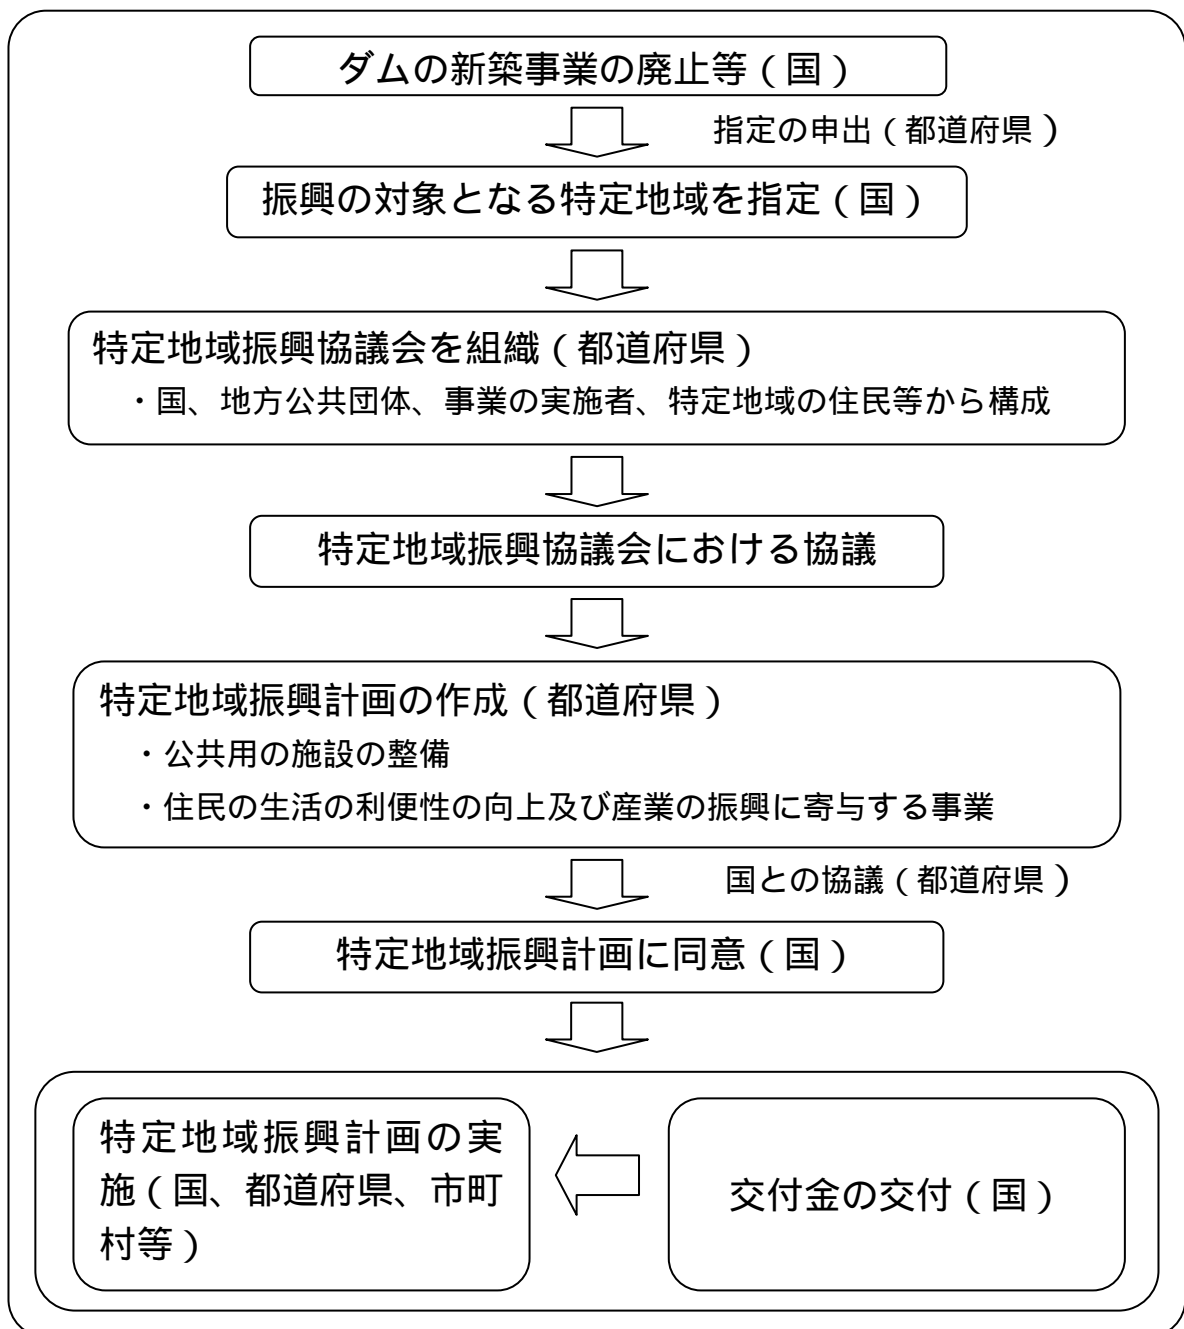 ダムの新築事業の廃止等(国)
指定の申出(都道府県)
振興の対象となる特定地域を指定(国)
特定地域振興協議会を組織(都道府県)
・国、地方公共団体、事業の実施者、特定地域の住民等から構成
特定地域振興協議会における協議
特定地域振興計画の作成(都道府県)
・公共用の施設の整備
・住民の生活の利便性の向上及び産業の振興に寄与する事業
国との協議(都道府県)
特定地域振興計画に同意(国)
特定地域振興計画の実
施(国、都道府県、市町
村等)
交付金の交付(国)